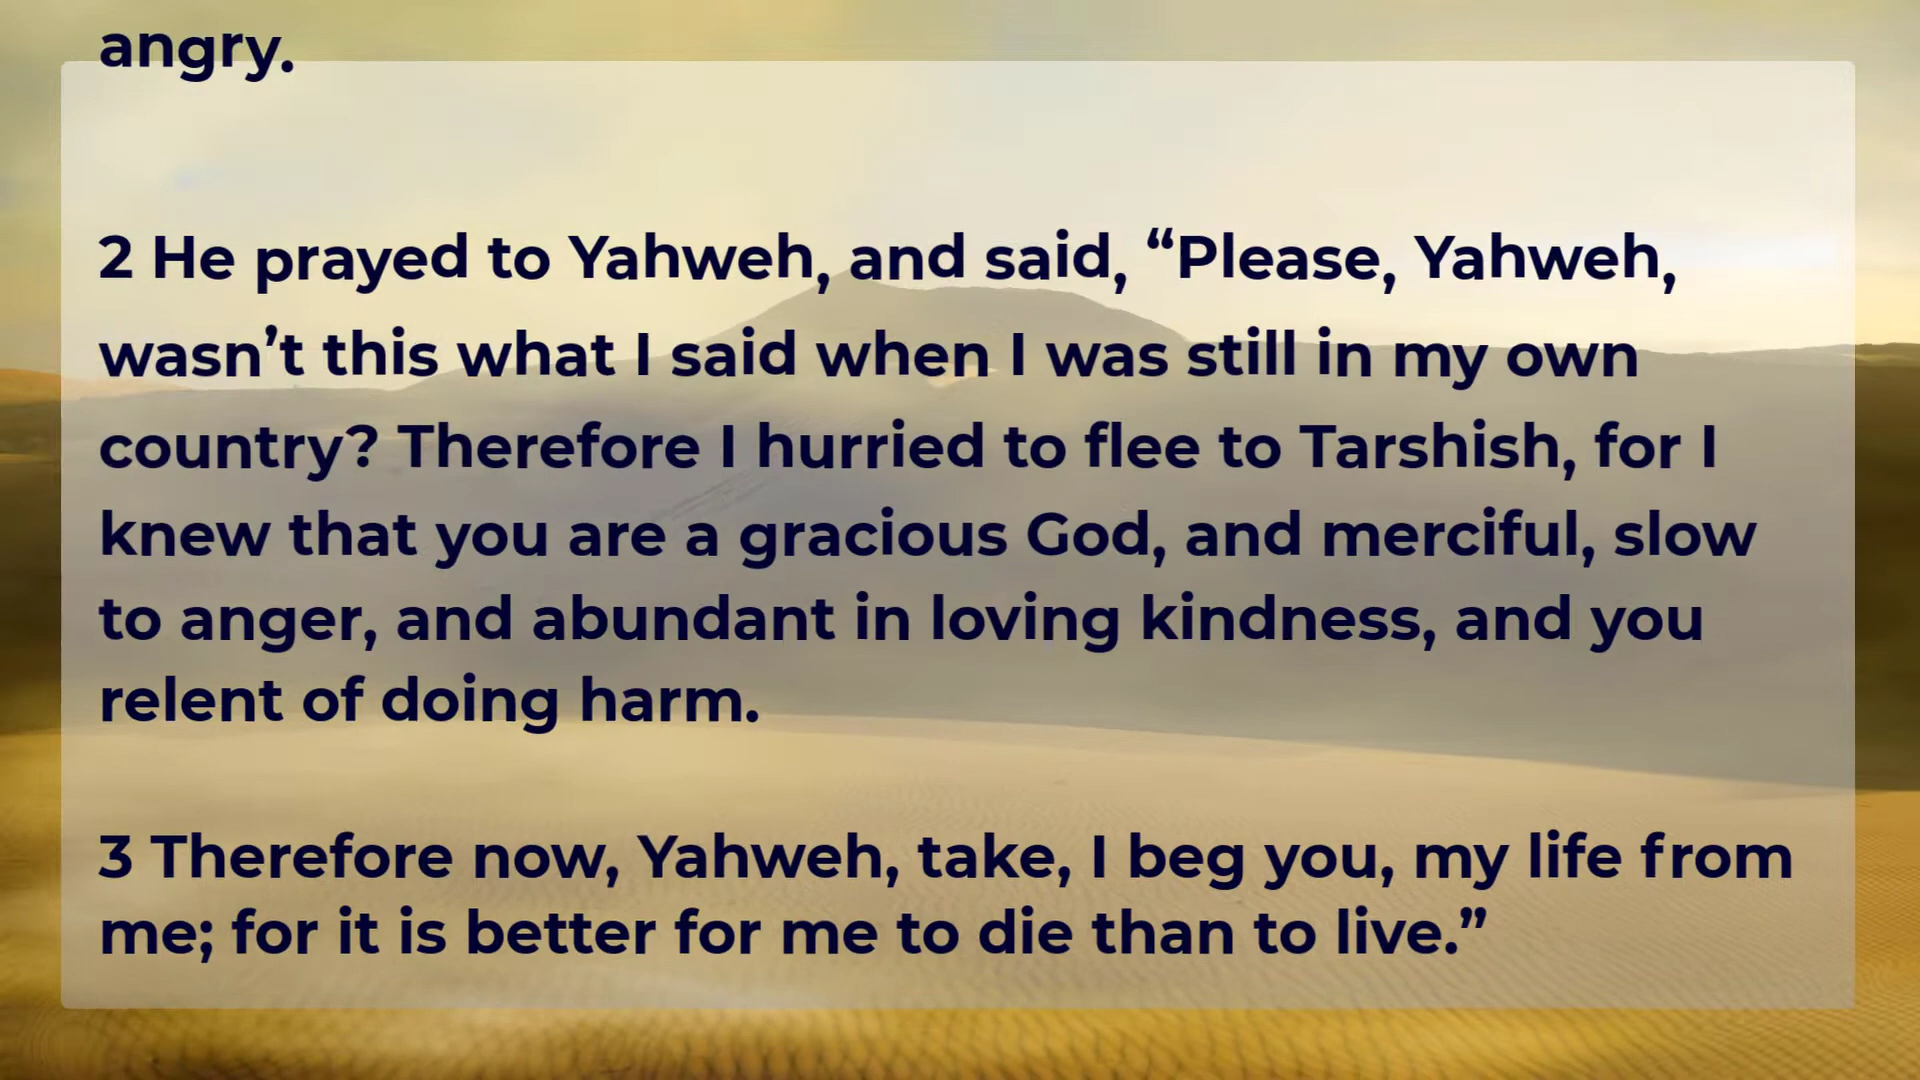 angry.
2 He prayed to Yahweh, and said, “Please, Yahweh,
wasn’t this what I said when I was still in my own
country? Therefore I hurried to flee to Tarshish, for I
knew that you are a gracious God, and merciful, slow
to anger, and abundant in loving kindness, and you
relent of doing harm.
3 Therefore now, Yahweh, take, I beg you, my life from
me; for it is better for me to die than to live.”